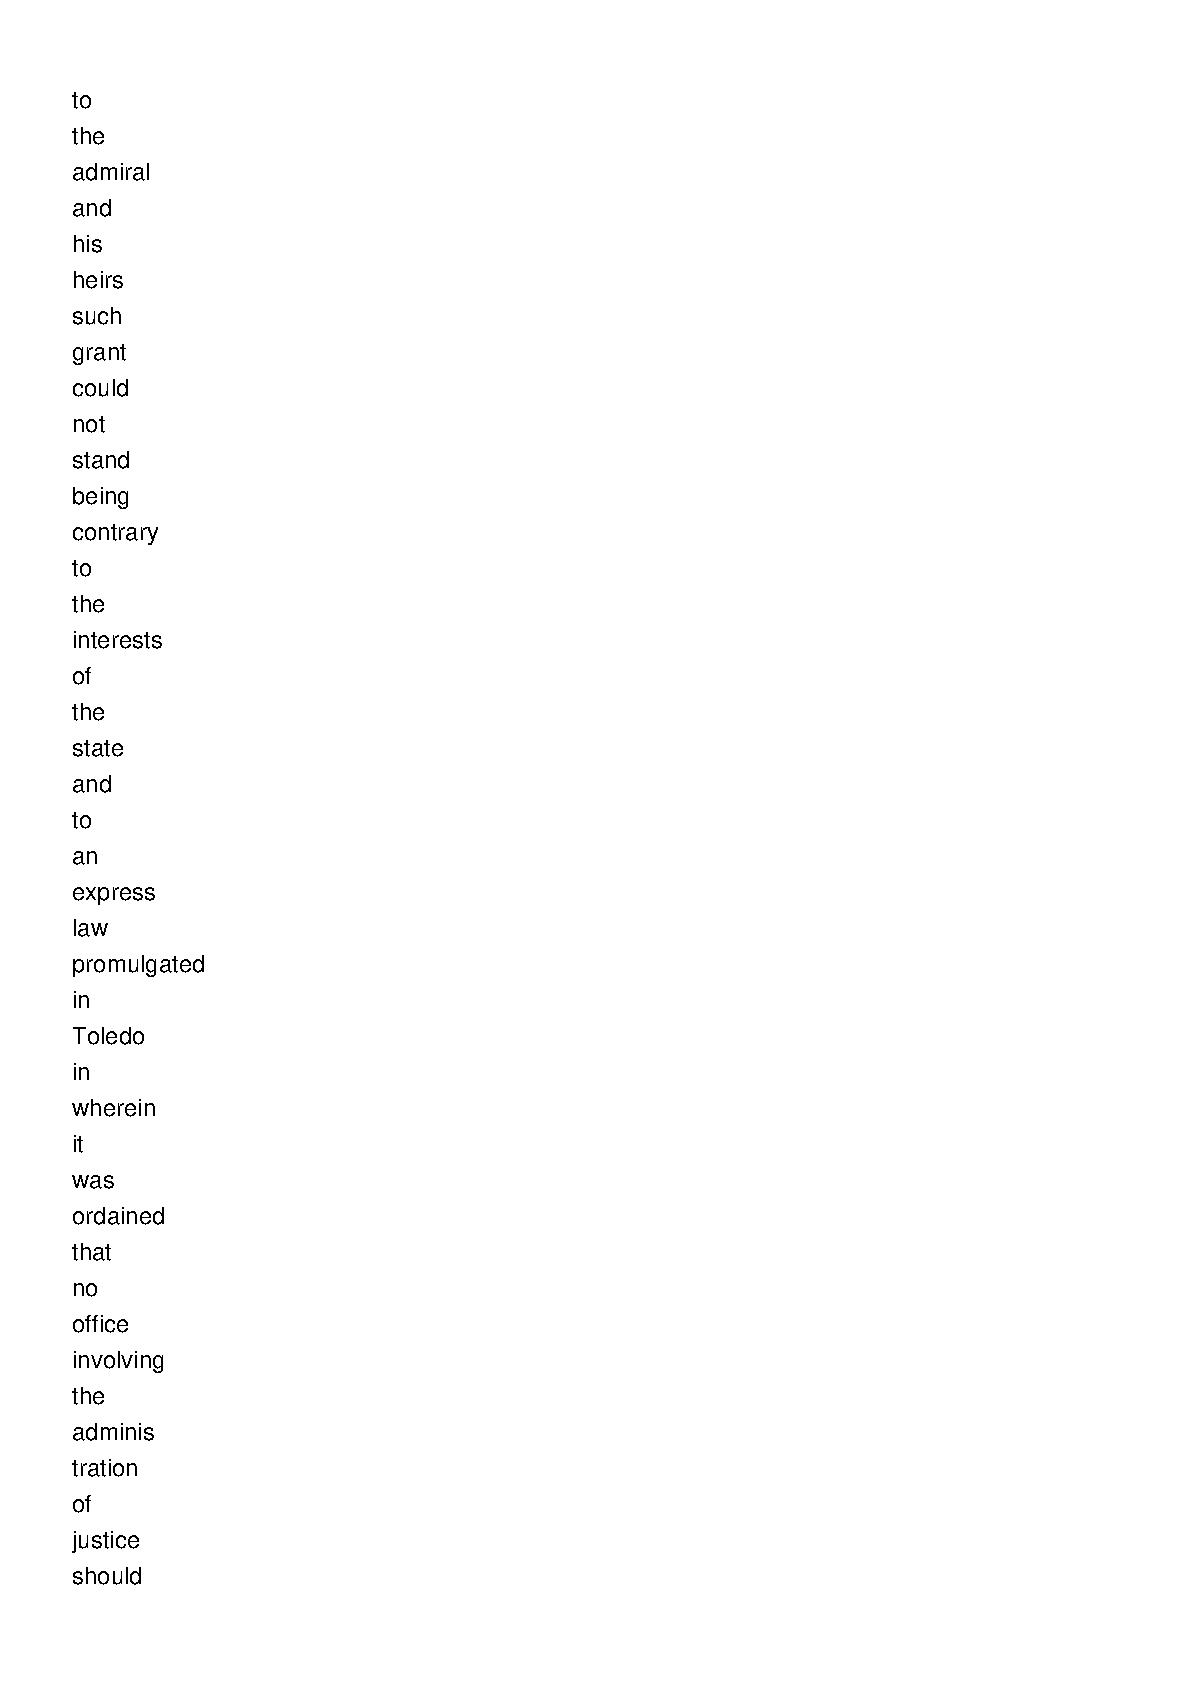 to
the
admiral
and
his
heirs
such
grant
could
not
stand
being
contrary
to
the
interests
of
the
state
and
to
an
express
law
promulgated
in
Toledo
in
wherein
it
was
ordained
that
no
office
involving
the
adminis
tration
of
justice
should